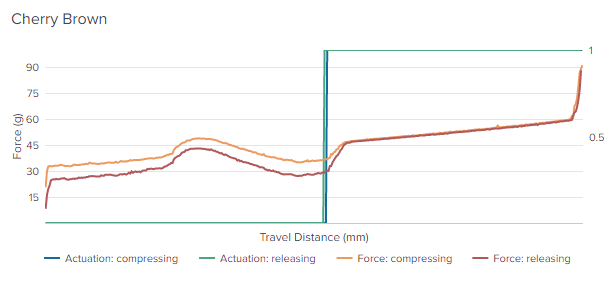 Cherry Brown
1
90
75
60
0.5
45
30
15
Force (g)
Travel Distance (mm)
Actuation: compressing Actuation: releasing Force: compressing Force: releasing